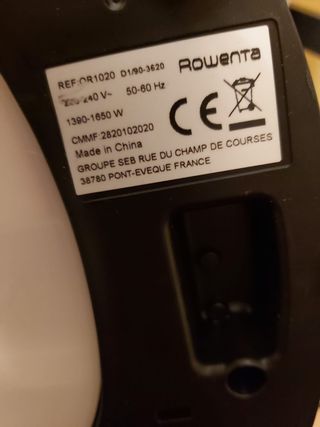 REF:DR1020 D1/90-3620 Rowenta
220-240 V~ 50-60 Hz
1390-1650 W
CMMF:2820102020
Made in China
CE
GROUPE SEB RUE DU CHAMP DE COURSES
38780 PONT-EVEQUE FRANCE